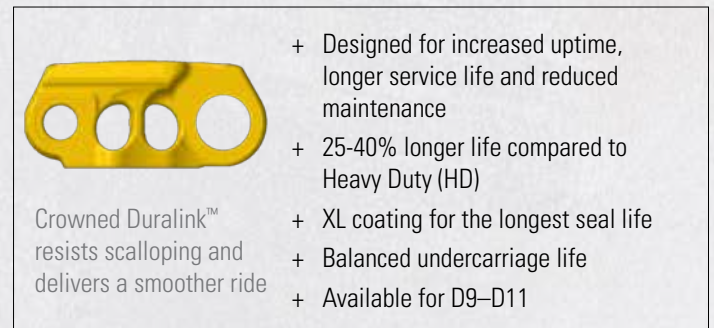 + Designed for increased uptime,
longer service life and reduced
maintenance
+ 25-40% longer life compared to
Heavy Duty (HD)
+ XL coating for the longest seal life
+ Balanced undercarriage life
+ Available for D9–D11
Crowned Duralink™
resists scalloping and
delivers a smoother ride